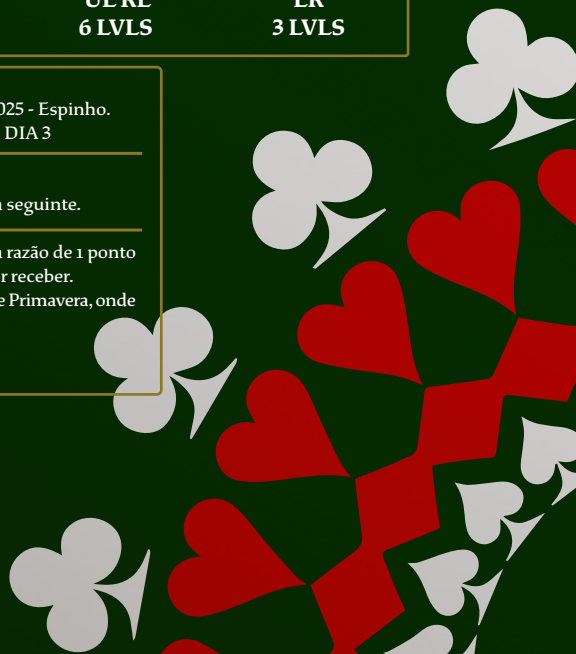 6 LVLS
3 LVLS
025 - Espinho.
DIA 3
seguinte.
razão de 1 ponto
r receber.
e Primavera, onde